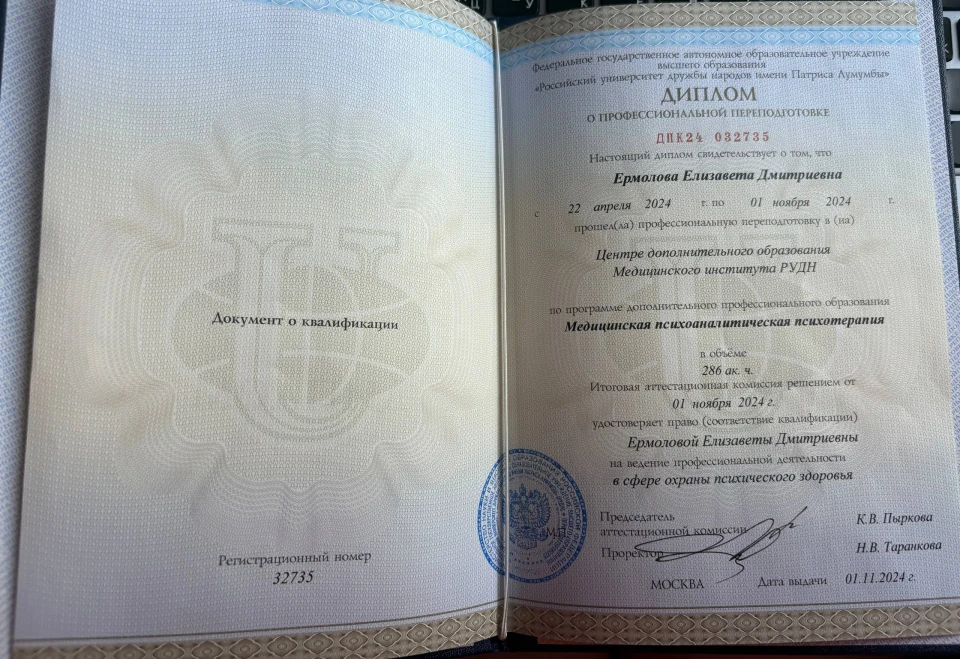 Документ о квалификации
Регистрационный номер
32735
Федеральное государственное автономное образовательное учреждение
высшего образования
«Российский университет дружбы народов имени Патриса Лумумбы»
ДИПЛОМ
О ПРОФЕССИОНАЛЬНОЙ ПЕРЕПОДГОТОВКЕ
ДПК24 032735
Настоящий диплом свидетельствует о том, что
Ермолова Елизавета Дмитриевна
с 22 апреля 2024 г. по 01 ноября 2024 г.
прошел(ла) профессиональную переподготовку в (на)
Центре дополнительного образования
Медицинского института РУДН
по программе дополнительного профессионального образования
Медицинская психоаналитическая психотерапия
в объёме
286 ак. ч.
Итоговая аттестационная комиссия решением от
01 ноября 2024 г.
удостоверяет право (соответствие квалификации)
Ермоловой Елизаветы Дмитриевны
на ведение профессиональной деятельности
в сфере охраны психического здоровья
Председатель
аттестационной комиссии К.В. Пыркова
М.П.
Проректор Н.В. Таранкова
МОСКВА Дата выдачи 01.11.2024 г.